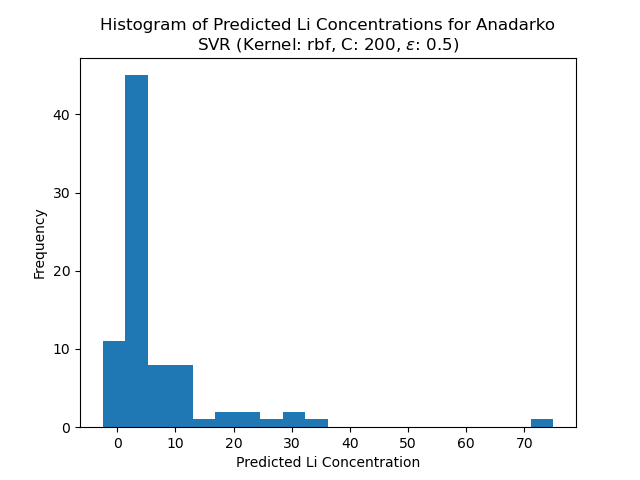 Histogram of Predicted Li Concentrations for Anadarko
SVR (Kernel: rbf, C: 200, ε: 0.5)
Frequency
40
30
20
10
0
0 10 20 30 40 50 60 70
Predicted Li Concentration